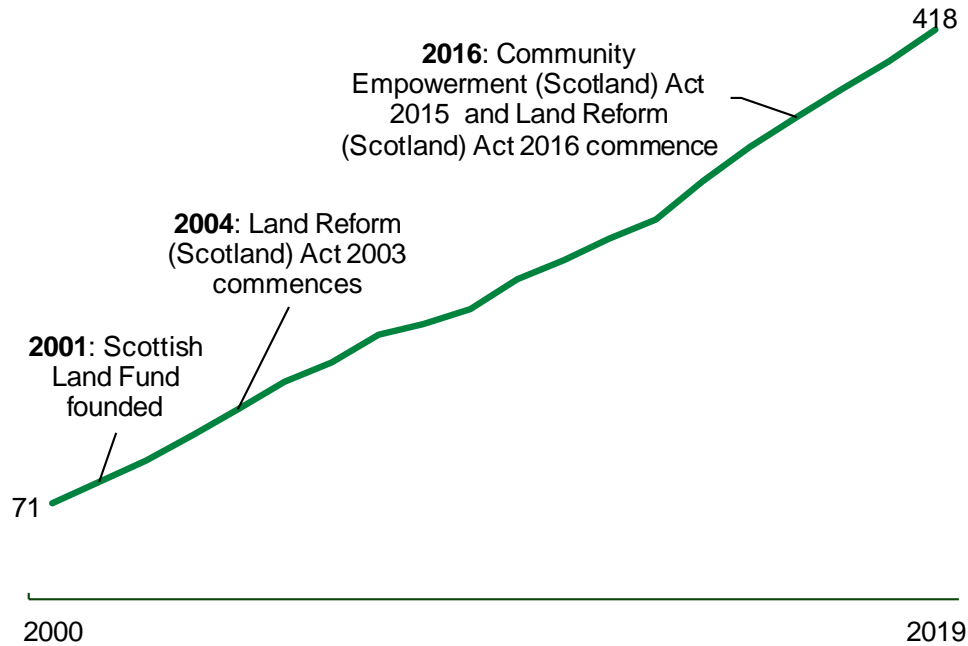 418
2016: Community
Empowerment (Scotland) Act
2015 and Land Reform
(Scotland) Act 2016 commence
2004: Land Reform
(Scotland) Act 2003
commences
2001: Scottish
Land Fund
founded
71
2000
2019